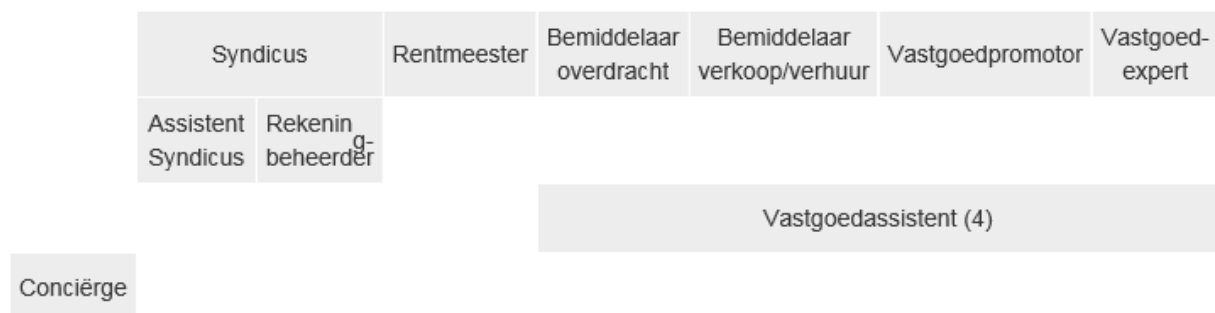 Syndicus Rentmeester Bemiddelaar overdracht Bemiddelaar verkoop/verhuur Vastgoedpromotor Vastgoed-expert
Assistent Syndicus Rekening-beheerder
Vastgoedassistent (4)
Conciërge